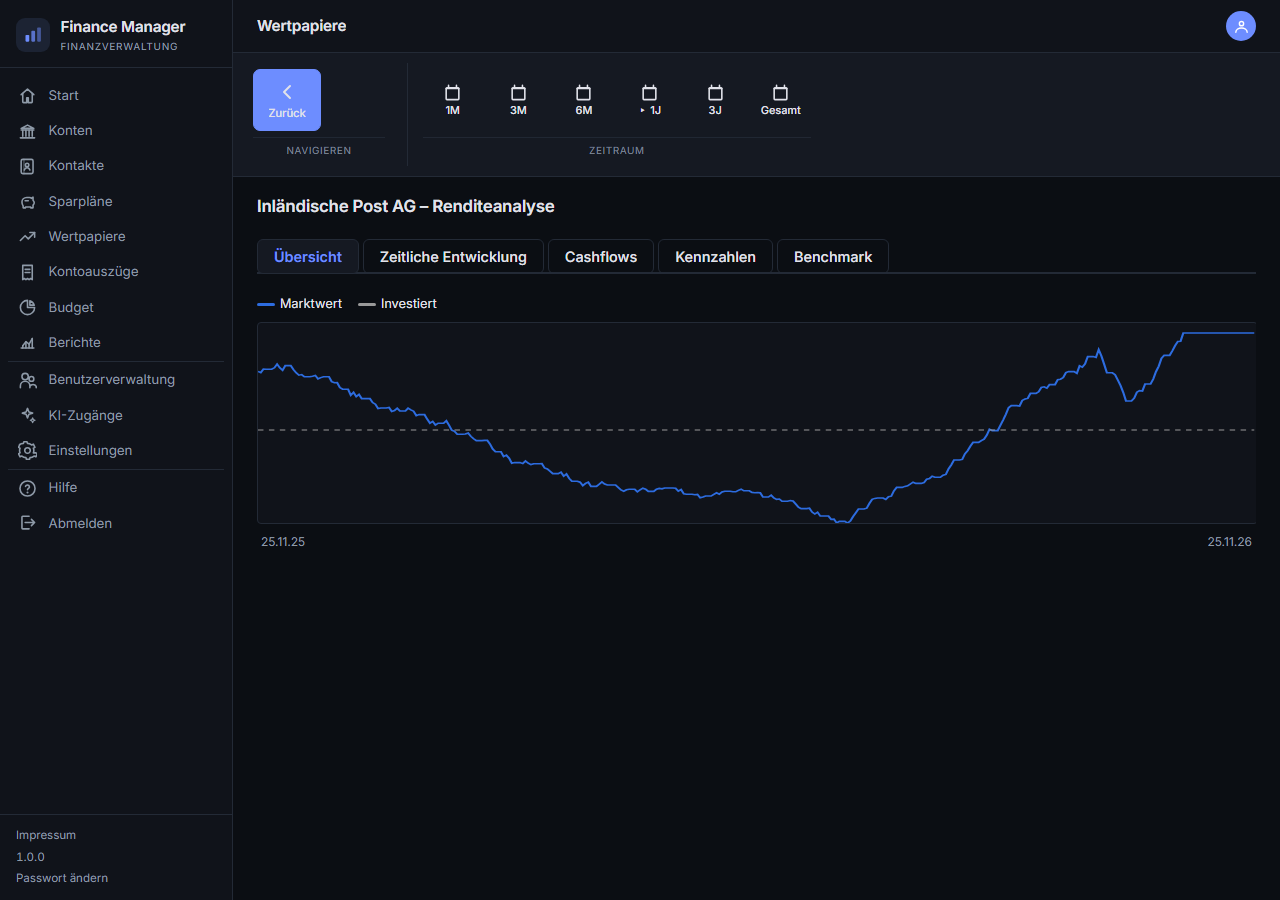 Finance Manager
FINANZVERWALTUNG
Start
Konten
Kontakte
Sparpläne
Wertpapiere
Kontoauszüge
Budget
Berichte
Benutzerverwaltung
KI-Zugänge
Einstellungen
Hilfe
Abmelden
Impressum
1.0.0
Passwort ändern
Wertpapiere
Zurück
NAVIGIEREN
1M 3M 6M ‣ 1J 3J Gesamt
ZEITRAUM
Inländische Post AG – Renditeanalyse
Übersicht Zeitliche Entwicklung Cashflows Kennzahlen Benchmark
Marktwert Investiert
25.11.25 25.11.26